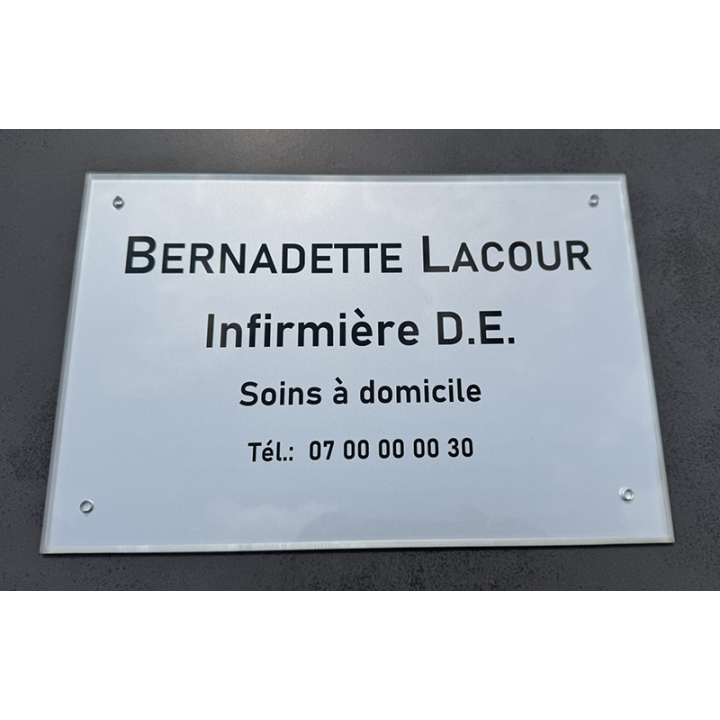 BERNADETTE LACOUR
Infirmière D.E.
Soins à domicile
Tél.: 07 00 00 00 30